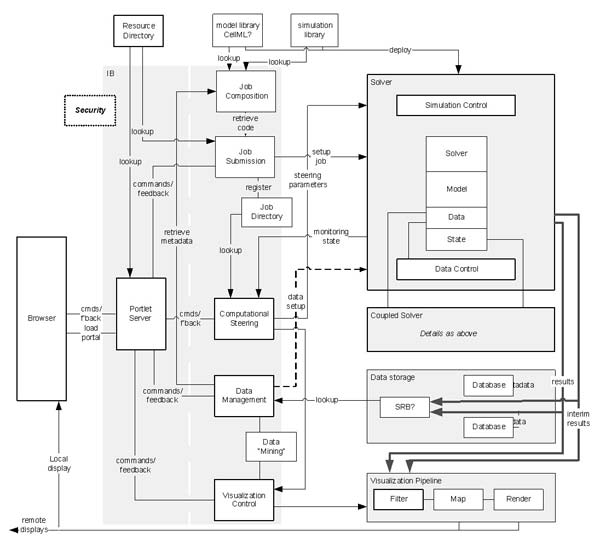 Resource
Directory
model library
CellML?
simulation
library
deploy
lookup
lookup
IB
Security
Job
Composition
retrieve
code
lookup
Job
Submission
setup
job
steering
parameters
lookup
commands/
feedback
register
Job
Directory
retrieve
metadata
lookup
monitoring
state
Solver
Simulation Control
Solver
Model
Data
State
Data Control
Browser
cmds/
f'back
load
portal
Portlet
Server
cmds/
f'back
Computational
Steering
data
setup
Coupled Solver
Details as above
commands/
feedback
Data
Management
lookup
Data storage
SRB?
Database
Database
results
interim
results
Data
"Mining"
Local
display
commands/
feedback
Visualization
Control
Visualization Pipeline
Filter
Map
Render
remote
displays